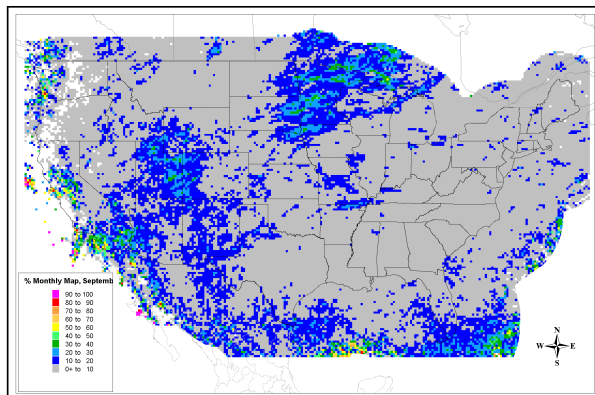 % Monthly Map, Septemb
90 to 100
80 to 90
70 to 80
60 to 70
50 to 60
40 to 50
30 to 40
20 to 30
10 to 20
0+ to 10
N
W E
S